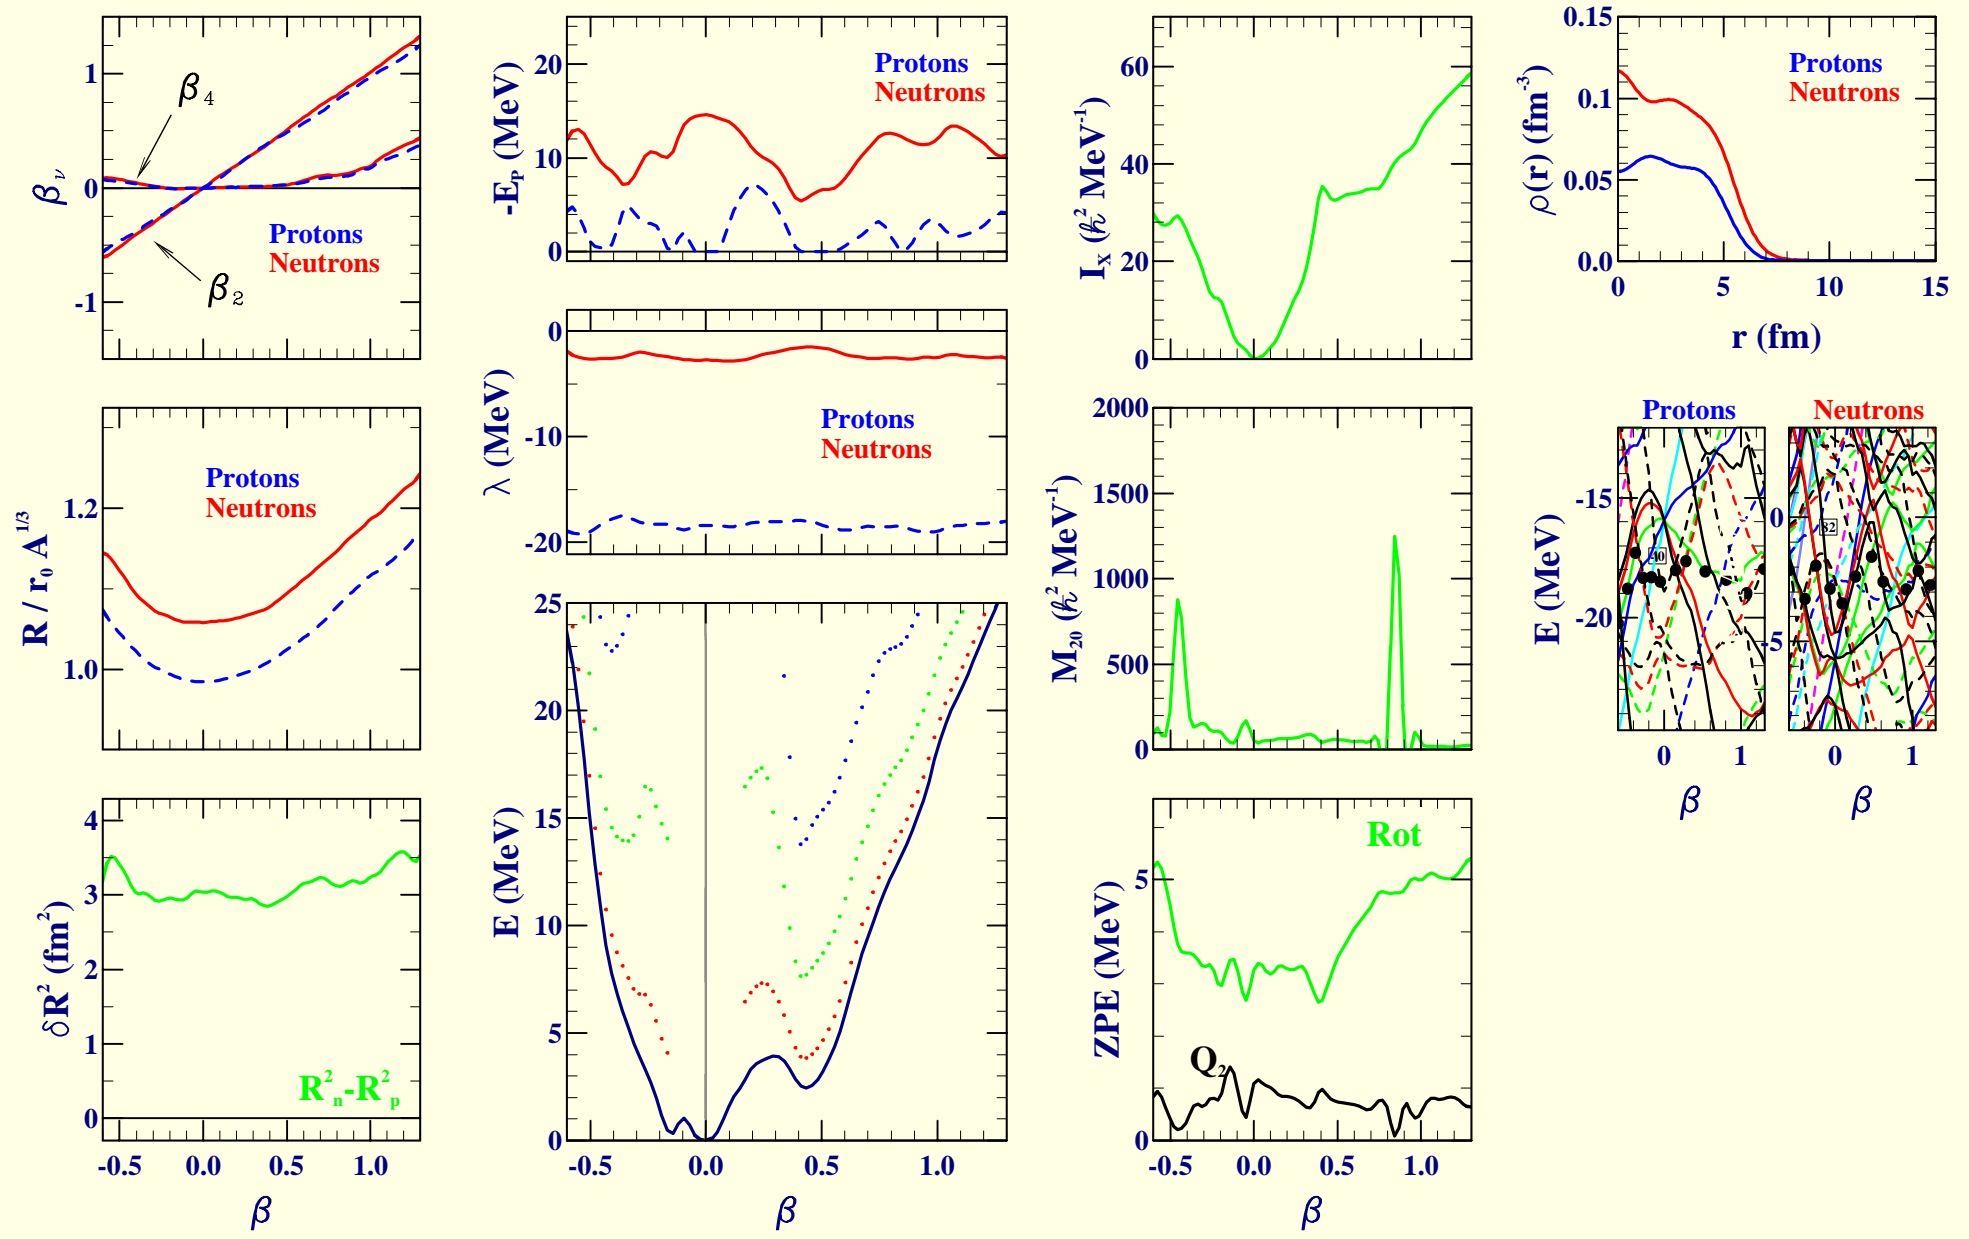 1
0
-1
β_ν
β₄
β₂
Protons
Neutrons
1.2
1.0
R / r₀ A^{1/3}
Protons
Neutrons
4
3
2
1
0
δR² (fm²)
R²ₙ-R²ₚ
-0.5 0.0 0.5 1.0
β
20
10
0
-E_P (MeV)
Protons
Neutrons
0
-10
-20
λ (MeV)
Protons
Neutrons
25
20
15
10
5
0
E (MeV)
-0.5 0.0 0.5 1.0
β
60
40
20
0
I_X (ℏ² MeV⁻¹)
2000
1500
1000
500
0
M₂₀ (ℏ² MeV⁻¹)
5
0
ZPE (MeV)
Rot
Q₂
-0.5 0.0 0.5 1.0
β
0.15
0.1
0.05
0.0
ρ(r) (fm⁻³)
Protons
Neutrons
0 5 10 15
r (fm)
Protons Neutrons
-15
-20
E (MeV)
40
0
-5
82
0 1 0 1
β β